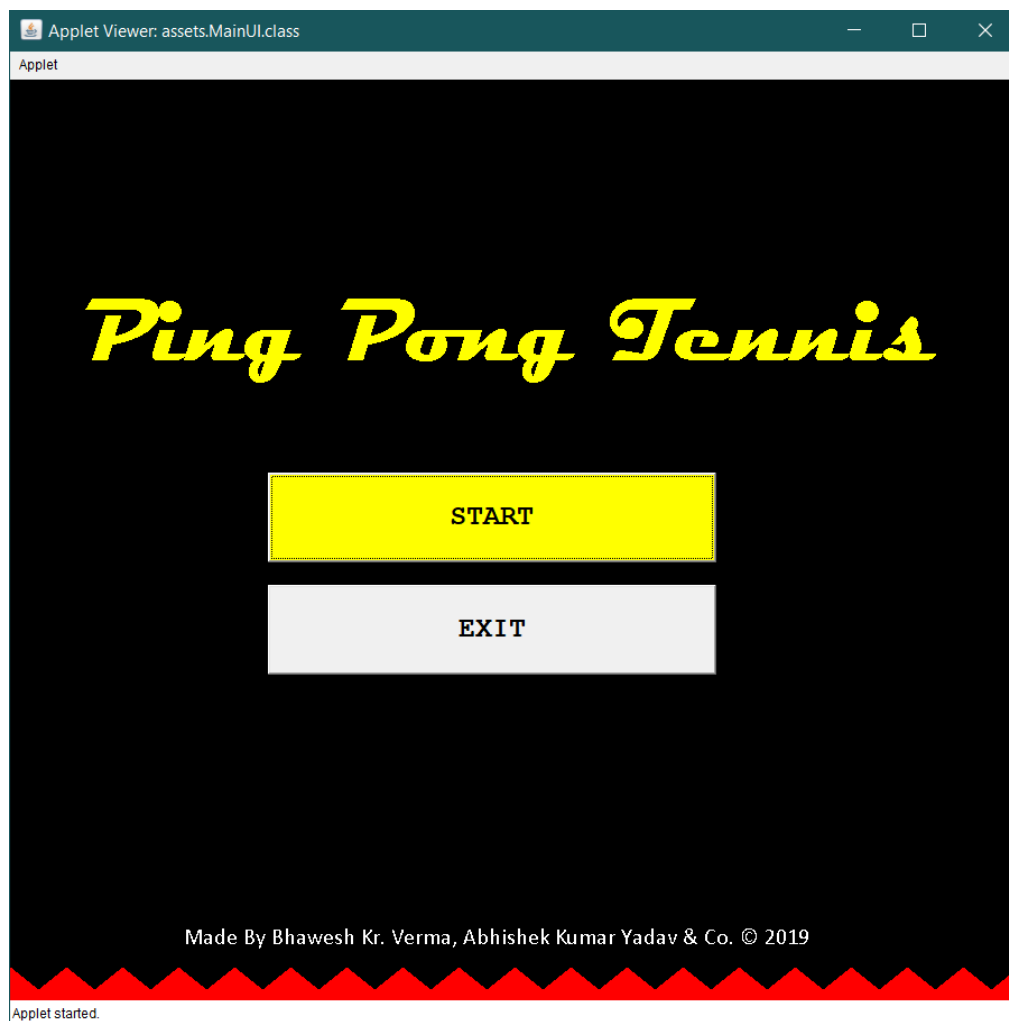 Applet Viewer: assets.MainUI.class
Applet
Ping Pong Tennis
START
EXIT
Made By Bhawesh Kr. Verma, Abhishek Kumar Yadav & Co. © 2019
Applet started.